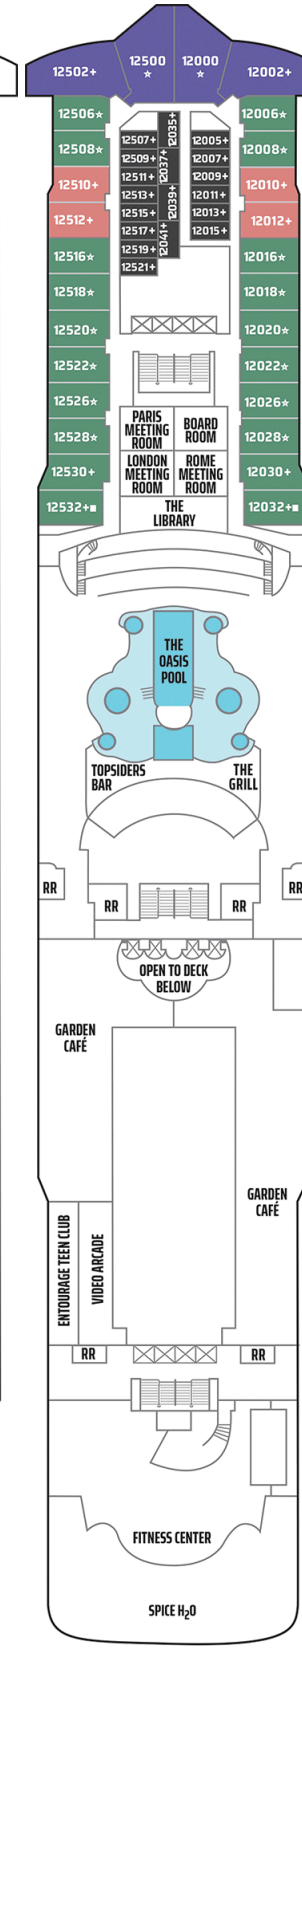 12500
☆
12000
☆
12502+
12002+
12506☆
12006☆
12508☆
12008☆
12510+
12010+
12512+
12012+
12516☆
12016☆
12518☆
12018☆
12520☆
12020☆
12522☆
12022☆
12526☆
12026☆
12528☆
12028☆
12530+
12030+
12532+■
12032+■
12507+
12509+
12511+
12513+
12515+
12517+
12519+
12521+
12035+
12037+
12039+
12041+
12005+
12007+
12009+
12011+
12013+
12015+
PARIS
MEETING
ROOM
BOARD
ROOM
LONDON
MEETING
ROOM
ROME
MEETING
ROOM
THE
LIBRARY
THE
OASIS
POOL
TOPSIDERS
BAR
THE
GRILL
RR
RR
RR
RR
OPEN TO DECK
BELOW
GARDEN
CAFÉ
GARDEN
CAFÉ
ENTOURAGE TEEN CLUB
VIDEO ARCADE
RR
RR
FITNESS CENTER
SPICE H₂O